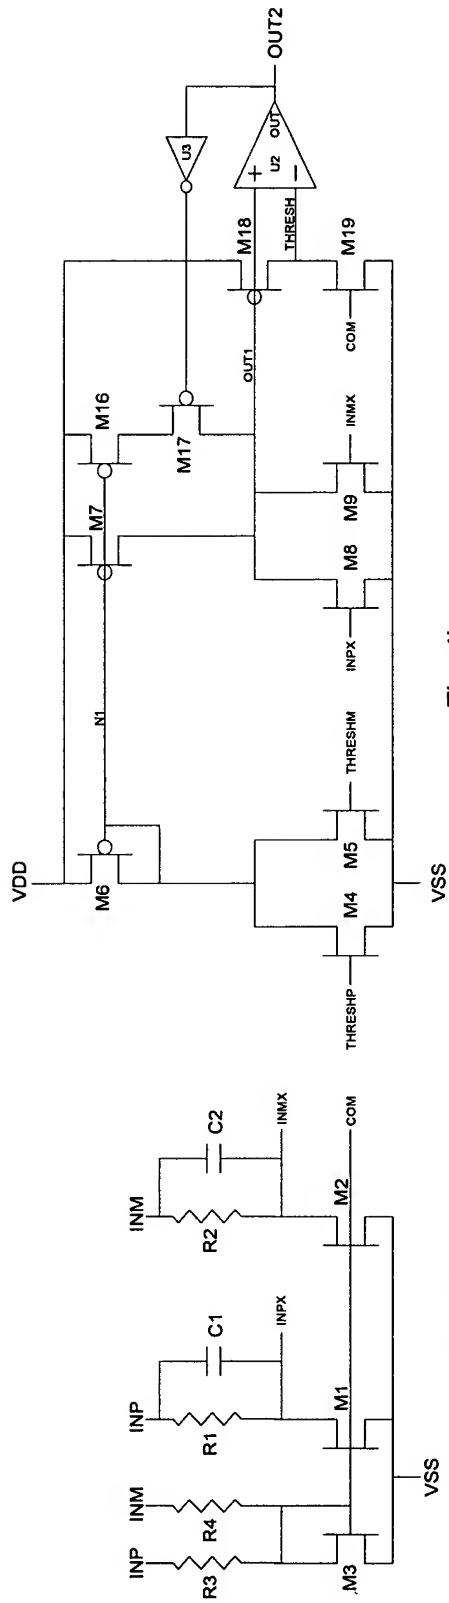 INP
INM
INP
INM
R3
R4
R1
C1
R2
C2
INPX
INMX
M3
M1
M2
COM
VSS
VDD
M6
N1
M7
M16
M17
U3
OUT1
M18
U2
+
−
OUT
OUT2
THRESH
THRESHP
M4
M5
THRESHM
INPX
M8
M9
INMX
COM
M19
VSS